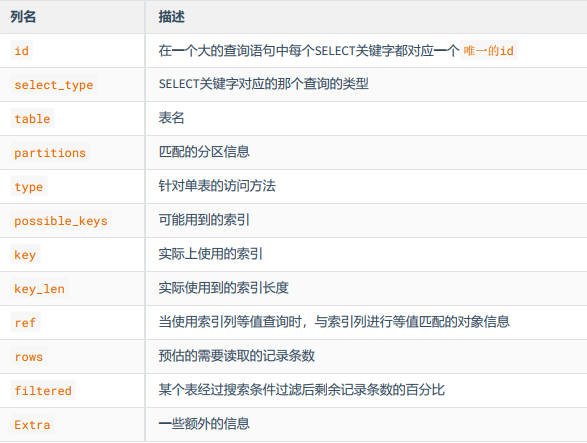 列名 描述
id 在一个大的查询语句中每个SELECT关键字都对应一个 唯一的id
select_type SELECT关键字对应的那个查询的类型
table 表名
partitions 匹配的分区信息
type 针对单表的访问方法
possible_keys 可能用到的索引
key 实际上使用的索引
key_len 实际使用到的索引长度
ref 当使用索引列等值查询时，与索引列进行等值匹配的对象信息
rows 预估的需要读取的记录条数
filtered 某个表经过搜索条件过滤后剩余记录条数的百分比
Extra 一些额外的信息